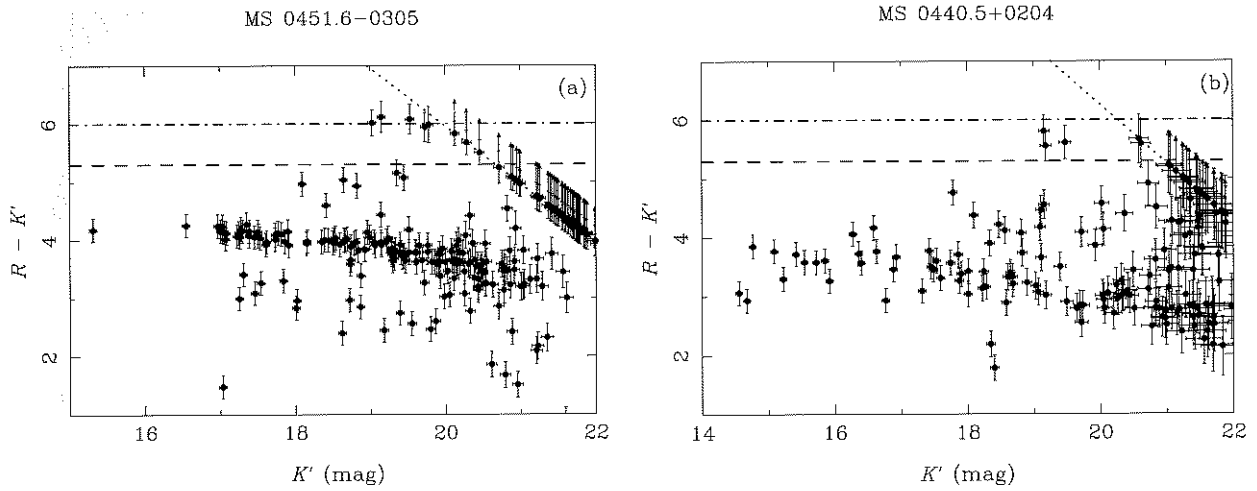 MS 0451.6−0305
MS 0440.5+0204
(a)
(b)
6
4
2
R − K′
6
4
2
R − K′
16 18 20 22
14 16 18 20 22
K′ (mag)
K′ (mag)